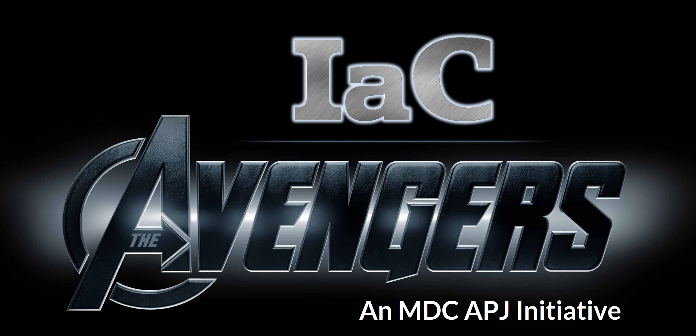 IaC
THE
AVENGERS
An MDC APJ Initiative